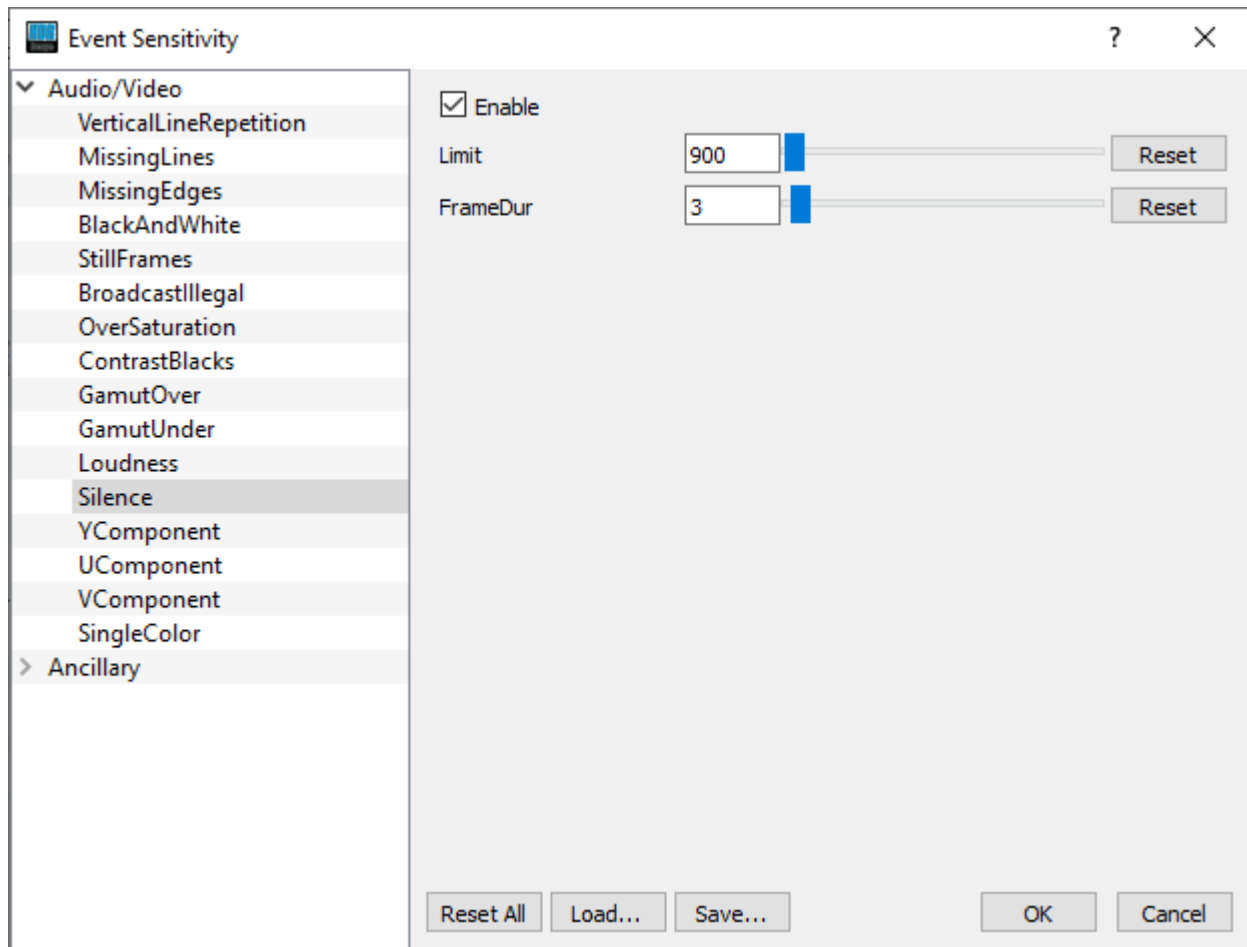 Event Sensitivity ?
Audio/Video
VerticalLineRepetition
MissingLines
MissingEdges
BlackAndWhite
StillFrames
BroadcastIllegal
OverSaturation
ContrastBlacks
GamutOver
GamutUnder
Loudness
Silence
YComponent
UComponent
VComponent
SingleColor
Ancillary
Enable
Limit 900 Reset
FrameDur 3 Reset
Reset All Load... Save... OK Cancel